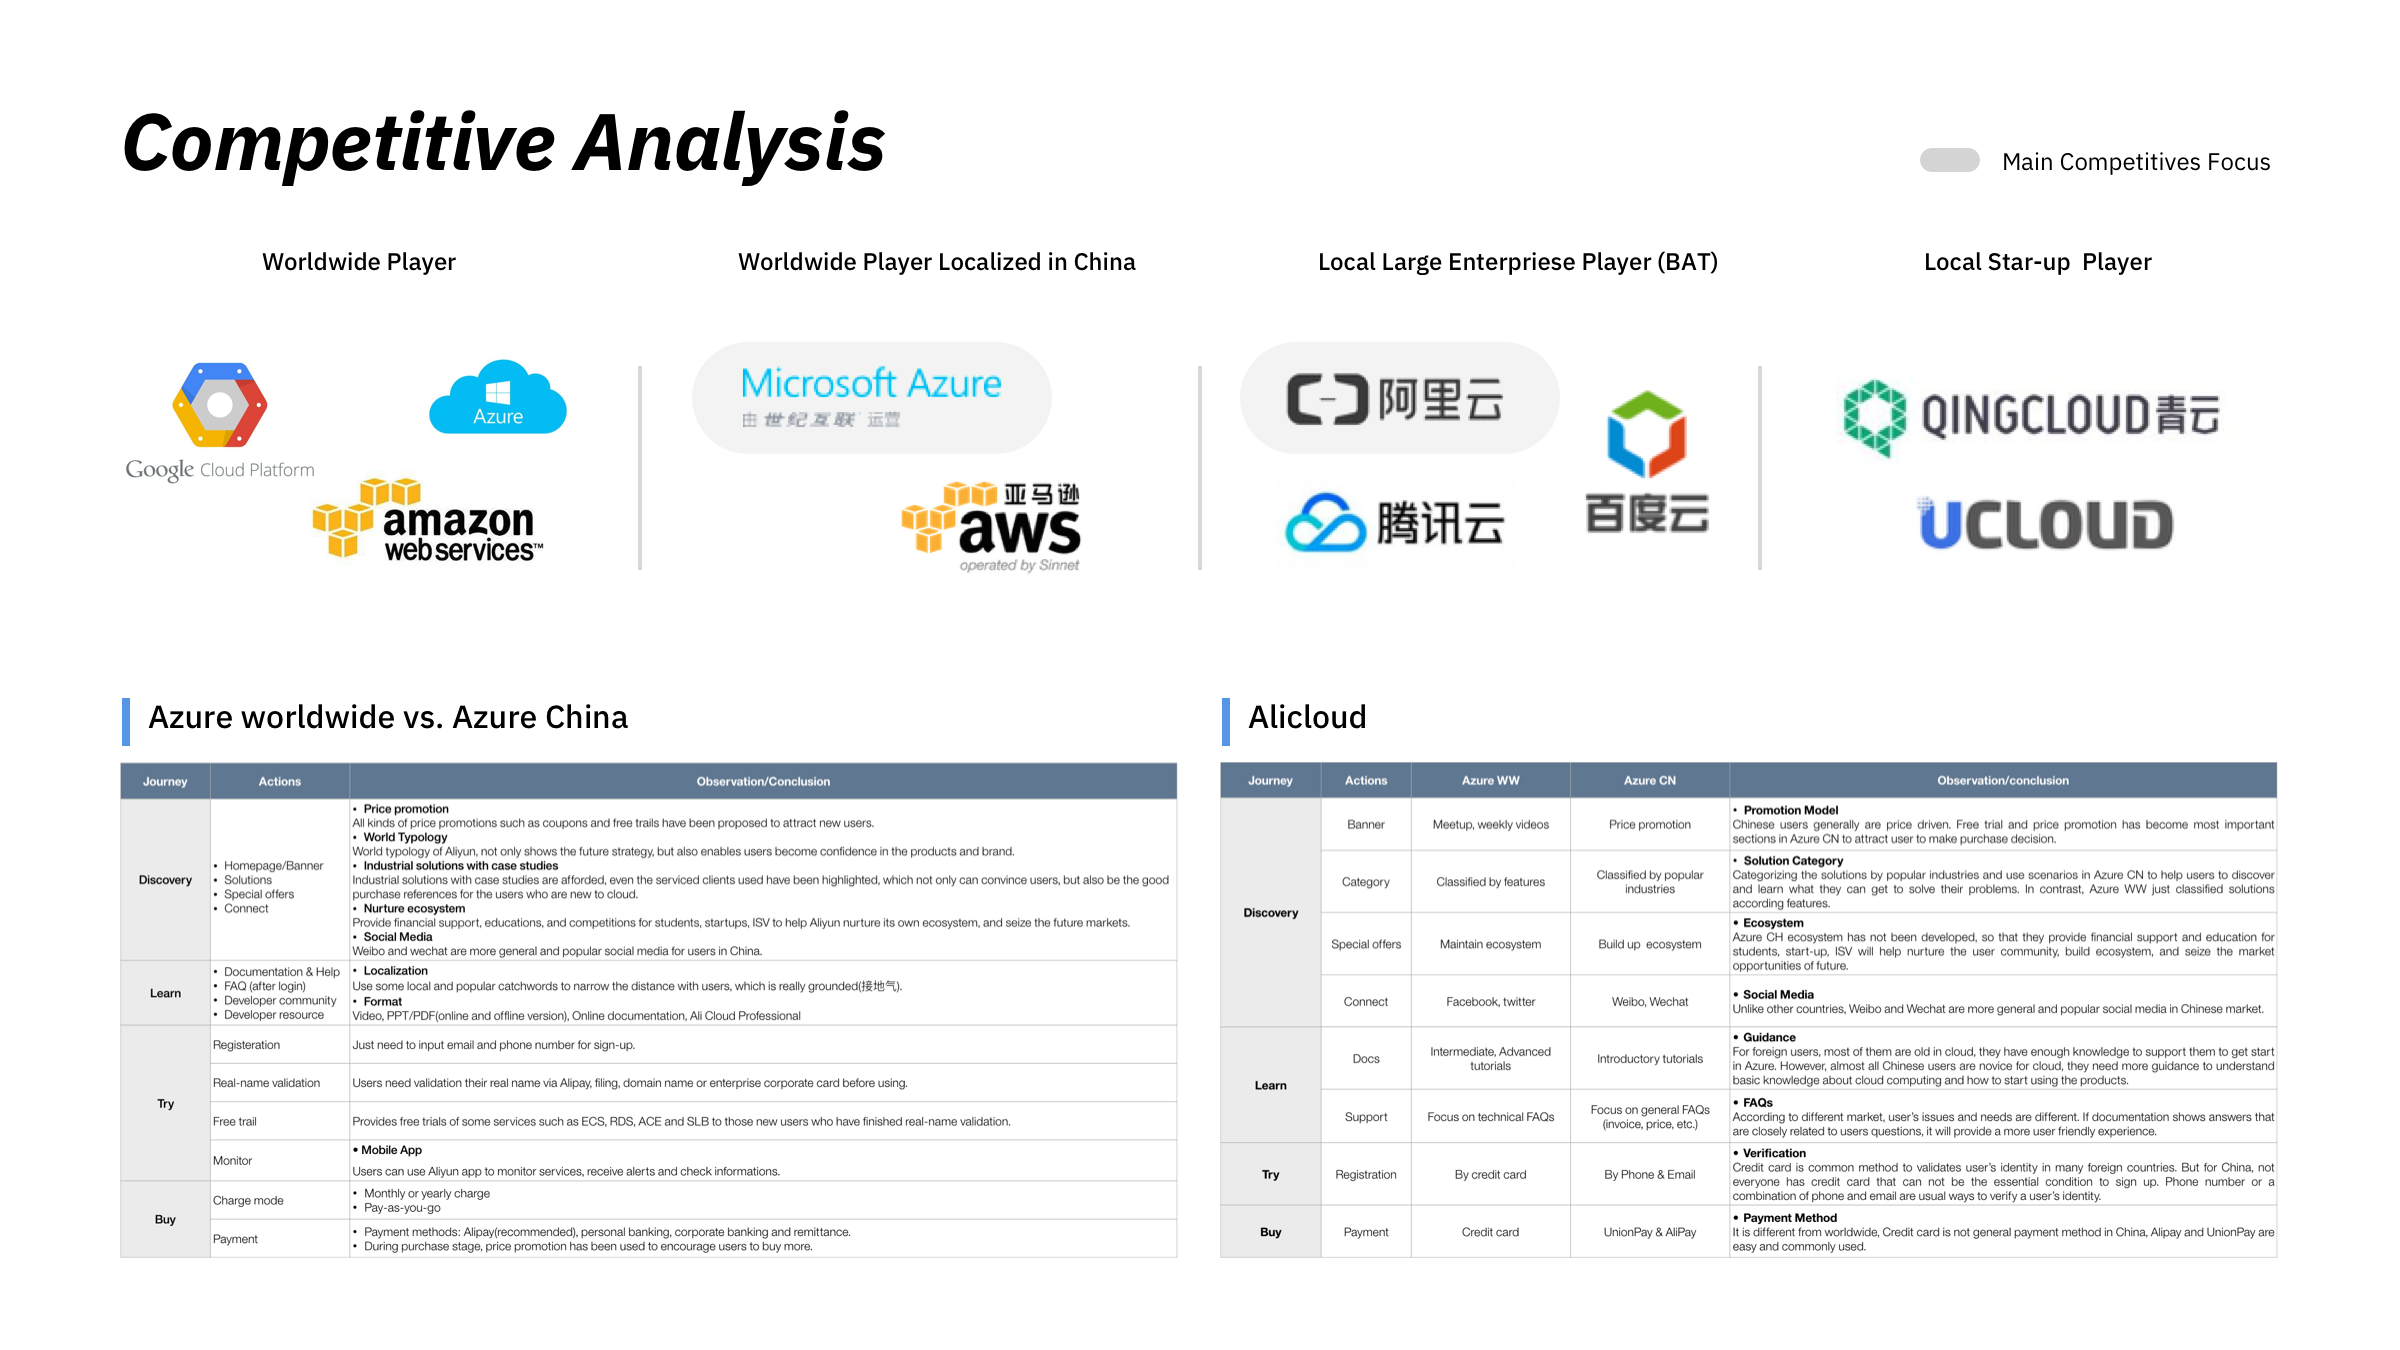 Competitive Analysis
Main Competitives Focus
Worldwide Player
Worldwide Player Localized in China
Local Large Enterpriese Player (BAT)
Local Star-up  Player
Google Cloud Platform
Azure
amazon
web services™
Microsoft Azure
由 世纪互联 运营
亚马逊
aws
operated by Sinnet
阿里云
腾讯云
百度云
QINGCLOUD 青云
UCLOUD
Azure worldwide vs. Azure China
Journey Actions Observation/Conclusion
Discovery
• Homepage/Banner
• Solutions
• Special offers
• Connect
• Price promotion
All kinds of price promotions such as coupons and free trails have been proposed to attract new users.
• World Typology
World typology of Aliyun, not only shows the future strategy, but also enables users become confidence in the products and brand.
• Industrial solutions with case studies
Industrial solutions with case studies are afforded, even the serviced clients used have been highlighted, which not only can convince users, but also be the good
purchase references for the users who are new to cloud.
• Nurture ecosystem
Provide financial support, educations, and competitions for students, startups, ISV to help Aliyun nurture its own ecosystem, and seize the future markets.
• Social Media
Weibo and wechat are more general and popular social media for users in China.
Learn
• Documentation & Help
• FAQ (after login)
• Developer community
• Developer resource
• Localization
Use some local and popular catchwords to narrow the distance with users, which is really grounded(接地气).
• Format
Video, PPT/PDF(online and offline version), Online documentation, Ali Cloud Professional
Try
Registeration
Just need to input email and phone number for sign-up.
Real-name validation
Users need validation their real name via Alipay, filing, domain name or enterprise corporate card before using.
Free trail
Provides free trials of some services such as ECS, RDS, ACE and SLB to those new users who have finished real-name validation.
Monitor
• Mobile App
Users can use Aliyun app to monitor services, receive alerts and check informations.
Buy
Charge mode
• Monthly or yearly charge
• Pay-as-you-go
Payment
• Payment methods: Alipay(recommended), personal banking, corporate banking and remittance.
• During purchase stage, price promotion has been used to encourage users to buy more.
Alicloud
Journey Actions Azure WW Azure CN Observation/conclusion
Discovery
Banner
Meetup, weekly videos
Price promotion
• Promotion Model
Chinese users generally are price driven. Free trial and price promotion has become most important
sections in Azure CN to attract user to make purchase decision.
Category
Classified by features
Classified by popular
industries
• Solution Category
Categorizing the solutions by popular industries and use scenarios in Azure CN to help users to discover
and learn what they can get to solve their problems. In contrast, Azure WW just classified solutions
according features.
Special offers
Maintain ecosystem
Build up  ecosystem
• Ecosystem
Azure CH ecosystem has not been developed, so that they provide financial support and education for
students, start-up, ISV will help nurture the user community, build ecosystem, and seize the market
opportunities of future.
Connect
Facebook, twitter
Weibo, Wechat
• Social Media
Unlike other countries, Weibo and Wechat are more general and popular social media in Chinese market.
Learn
Docs
Intermediate, Advanced
tutorials
Introductory tutorials
• Guidance
For foreign users, most of them are old in cloud, they have enough knowledge to support them to get start
in Azure. However, almost all Chinese users are novice for cloud, they need more guidance to understand
basic knowledge about cloud computing and how to start using the products.
Support
Focus on technical FAQs
Focus on general FAQs
(invoice, price, etc.)
• FAQs
According to different market, user's issues and needs are different. If documentation shows answers that
are closely related to users questions, it will provide a more user friendly experience.
Try
Registration
By credit card
By Phone & Email
• Verification
Credit card is common method to validates user's identity in many foreign countries. But for China, not
everyone has credit card that can not be the essential condition to sign up. Phone number or a
combination of phone and email are usual ways to verify a user's identity.
Buy
Payment
Credit card
UnionPay & AliPay
• Payment Method
It is different from worldwide, Credit card is not general payment method in China, Alipay and UnionPay are
easy and commonly used.